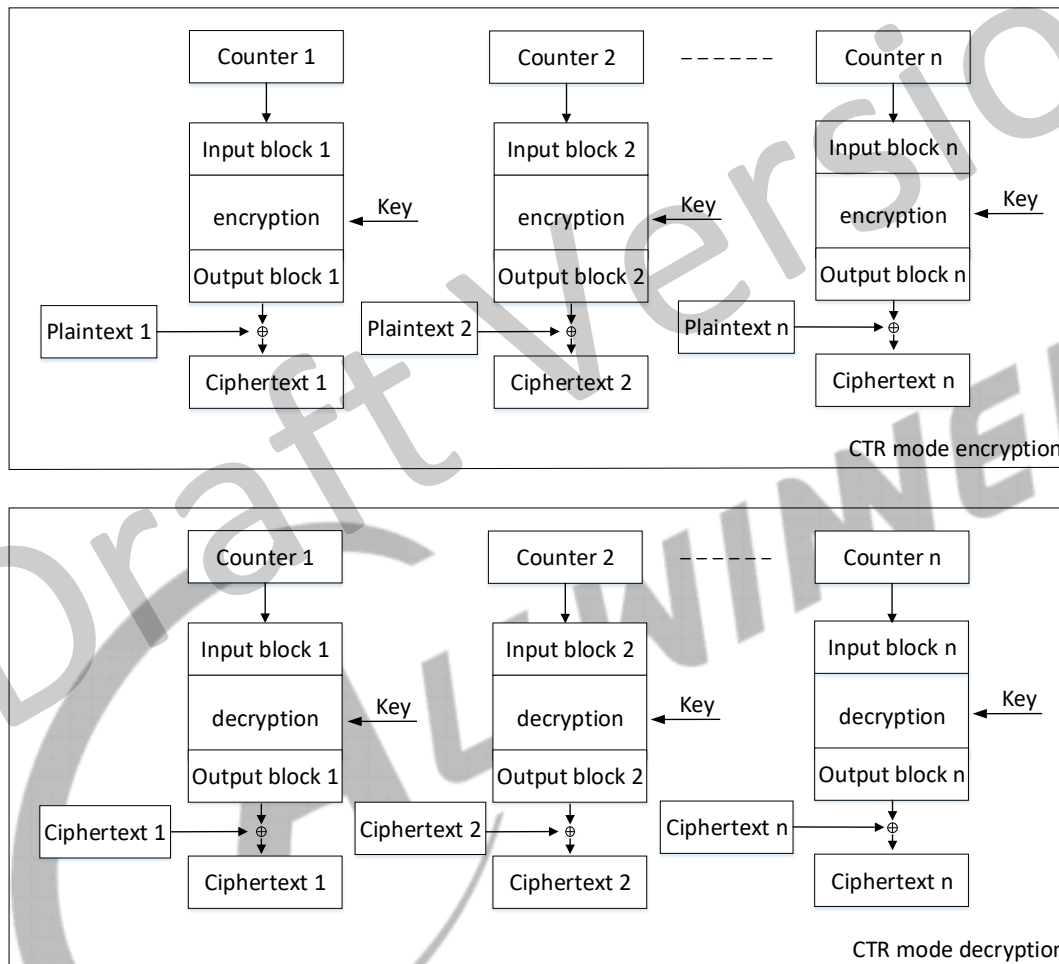 Counter 1
Counter 2
Counter n
Input block 1
Input block 2
Input block n
encryption
Key
encryption
Key
encryption
Key
Output block 1
Output block 2
Output block n
Plaintext 1
⊕
Plaintext 2
⊕
Plaintext n
⊕
Ciphertext 1
Ciphertext 2
Ciphertext n
CTR mode encryption
Counter 1
Counter 2
Counter n
Input block 1
Input block 2
Input block n
decryption
Key
decryption
Key
decryption
Key
Output block 1
Output block 2
Output block n
Ciphertext 1
⊕
Ciphertext 2
⊕
Ciphertext n
⊕
Ciphertext 1
Ciphertext 2
Ciphertext n
CTR mode decryption
Draft Versio
ALLWINNE